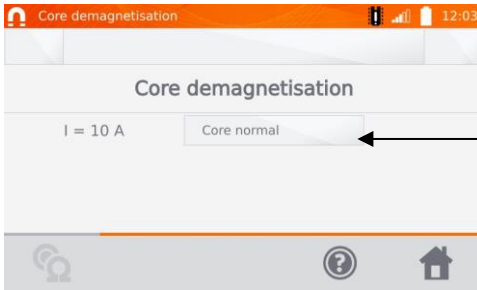 Core demagnetisation 12:03
Core demagnetisation
I = 10 A Core normal